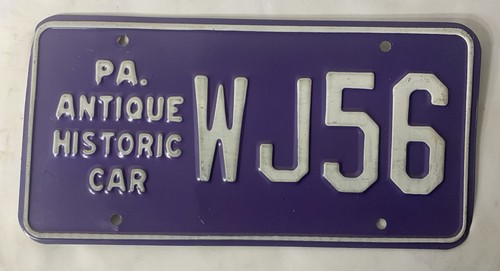 PA.
ANTIQUE
HISTORIC
CAR
WJ56